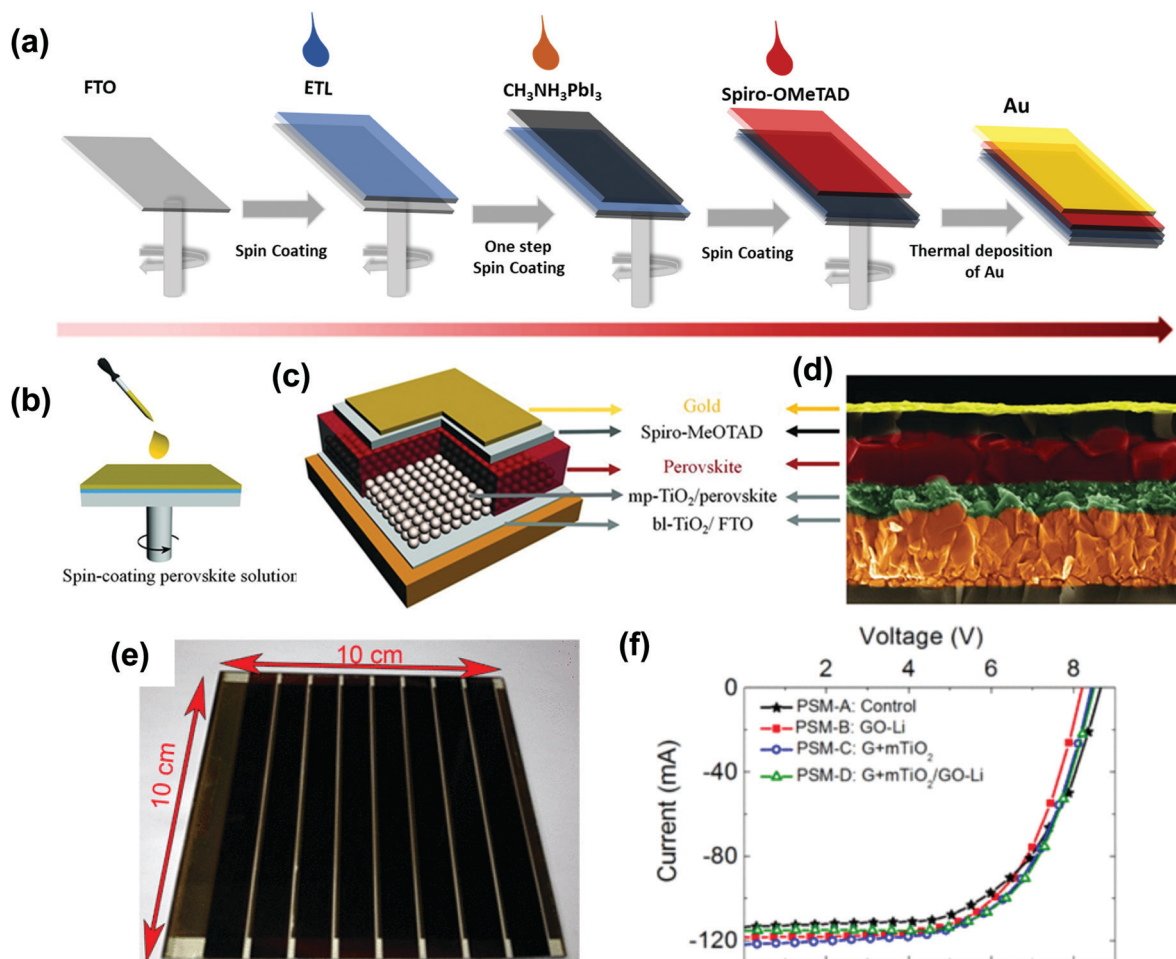 (a)
FTO
ETL
CH₃NH₃PbI₃
Spiro-OMeTAD
Au
Spin Coating
One step
Spin Coating
Spin Coating
Thermal deposition
of Au
(b)
Spin-coating perovskite solution
(c)
Gold
Spiro-MeOTAD
Perovskite
mp-TiO₂/perovskite
bl-TiO₂/ FTO
(d)
(e)
10 cm
10 cm
(f)
Voltage (V)
2 4 6 8
0
-40
-80
-120
Current (mA)
PSM-A: Control
PSM-B: GO-Li
PSM-C: G+mTiO₂
PSM-D: G+mTiO₂/GO-Li